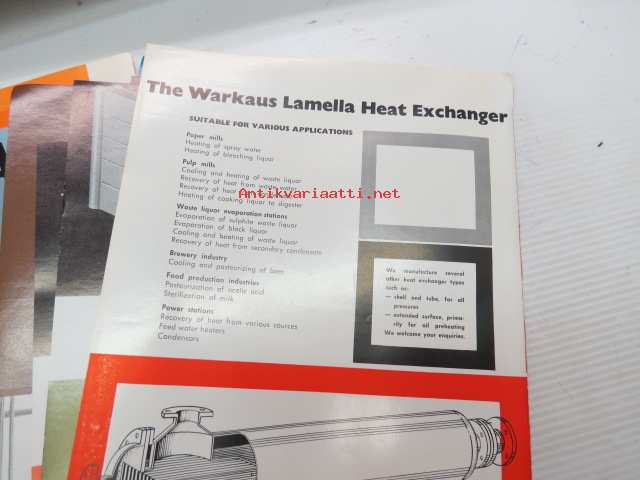 The Warkaus Lamella Heat Exchanger
SUITABLE FOR VARIOUS APPLICATIONS
Paper mills
Heating of spray water
Heating of bleaching liquor
Pulp mills
Cooling and heating of waste liquor
Recovery of heat from waste water
Recovery of heat
Heating of cooking liquor to digester
Waste liquor evaporation stations
Evaporation of sulphite waste liquor
Evaporation of black liquor
Cooling and heating of waste liquor
Recovery of heat from secondary condensate
Brewery industry
Cooling and pasteurizing of beer
Food production industries
Pasteurization of acetic acid
Sterilization of milk
Power stations
Recovery of heat from various sources
Feed water heaters
Condensors
We manufacture several
other heat exchanger types
such as:
— shell and tube, for all
pressures
— extended surface, prima-
rily for oil preheating
We welcome your enquiries.
Antikvariaatti.net